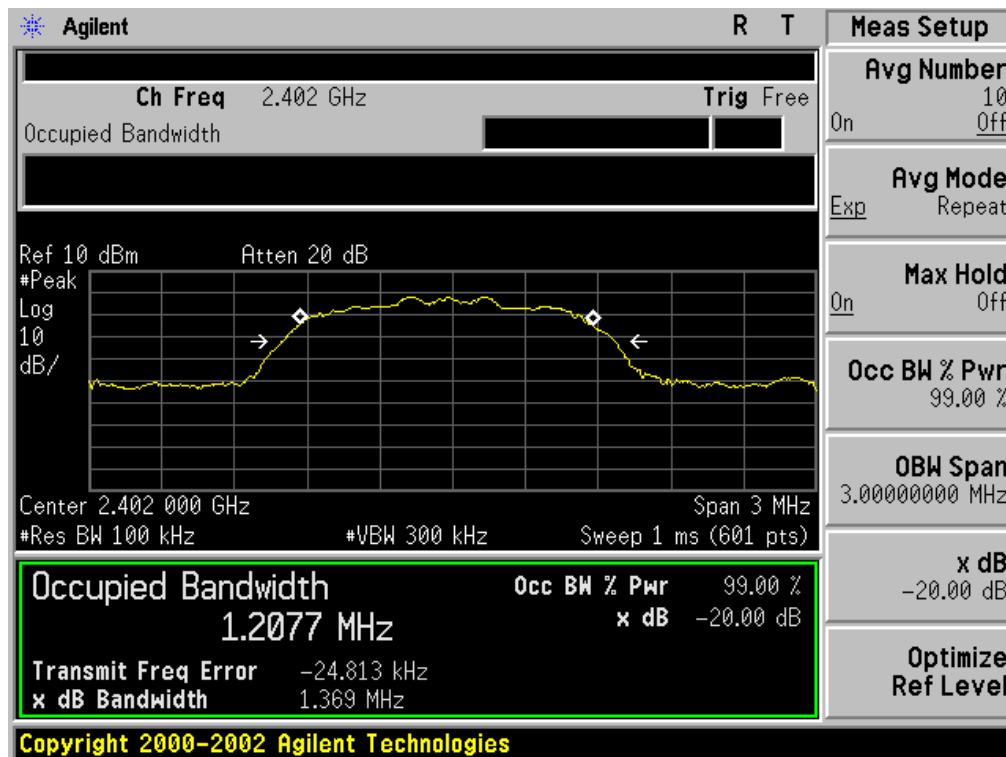 Agilent R T
Meas Setup
Ch Freq 2.402 GHz Trig Free
Occupied Bandwidth
Ref 10 dBm Atten 20 dB
#Peak
Log
10
dB/
Center 2.402 000 GHz Span 3 MHz
#Res BW 100 kHz #VBW 300 kHz Sweep 1 ms (601 pts)
Occupied Bandwidth
1.2077 MHz
Occ BW % Pwr 99.00 %
x dB -20.00 dB
Transmit Freq Error -24.813 kHz
x dB Bandwidth 1.369 MHz
Copyright 2000-2002 Agilent Technologies
Avg Number
10
On Off
Avg Mode
Exp Repeat
Max Hold
On Off
Occ BW % Pwr
99.00 %
OBW Span
3.00000000 MHz
x dB
-20.00 dB
Optimize
Ref Level